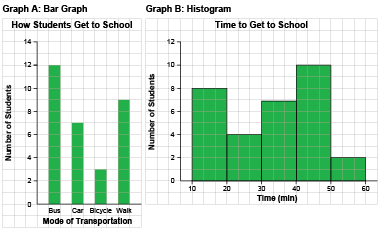 Graph A: Bar Graph
How Students Get to School
Number of Students
14
12
10
8
6
4
2
0
Bus Car Bicycle Walk
Mode of Transportation
Graph B: Histogram
Time to Get to School
Number of Students
12
10
8
6
4
2
0
10 20 30 40 50 60
Time (min)